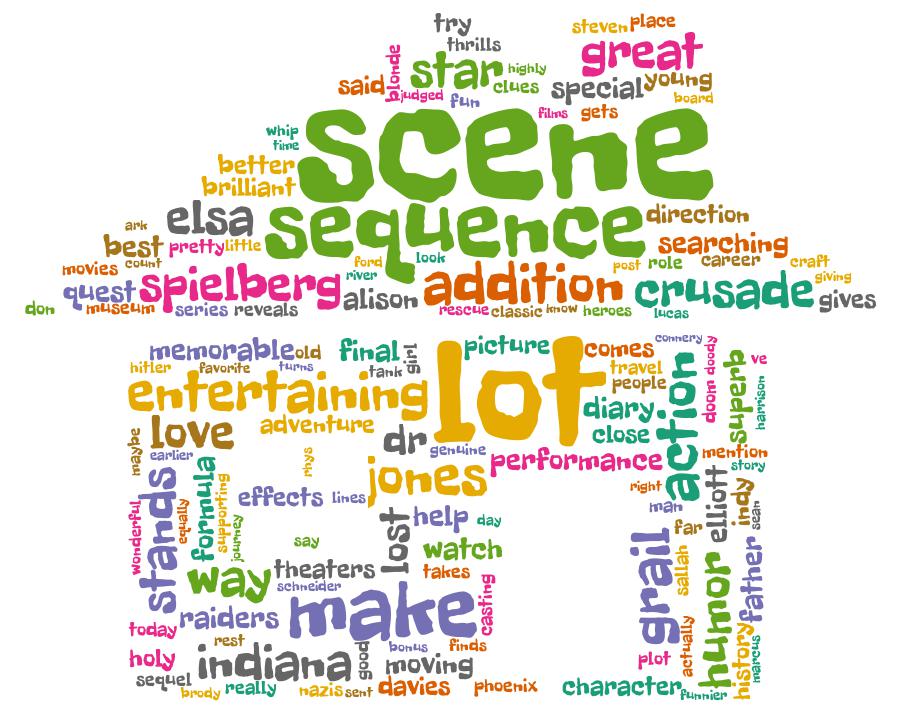 try
steven place
thrills
great
blonde
star highly
said
clues
special young
judged
fun
board
films gets
scene
whip
time
better
brilliant
elsa
sequence
direction
ark
best
pretty little
searching
look
movies count
ford
post role career craft
river
giving
quest
spielberg
alison
addition
crusade
gives
don
museum
series reveals
rescue classic know heroes lucas
memorable old
final
girl
picture
comes
connery
hitler favorite turns
tank
lot
travel
people
doom doody
superb
ve
harrison
action
entertaining
diary
love
adventure
dr
close
maybe
earlier
genuine
performance
mention
story
rhys
jones
stands
formula
supporting
effects lines
right
man
elliott
indy
sean
wonderful
equally
journey
lost
help day
far
say
watch
grail
sallah
humor
father
way
theaters
takes
schneider
make
casting
raiders
today
rest
bonus finds
actually
history
marcus
holy
indiana
good
moving
plot
sequel
brody really
nazis sent
davies
phoenix
character
funnier